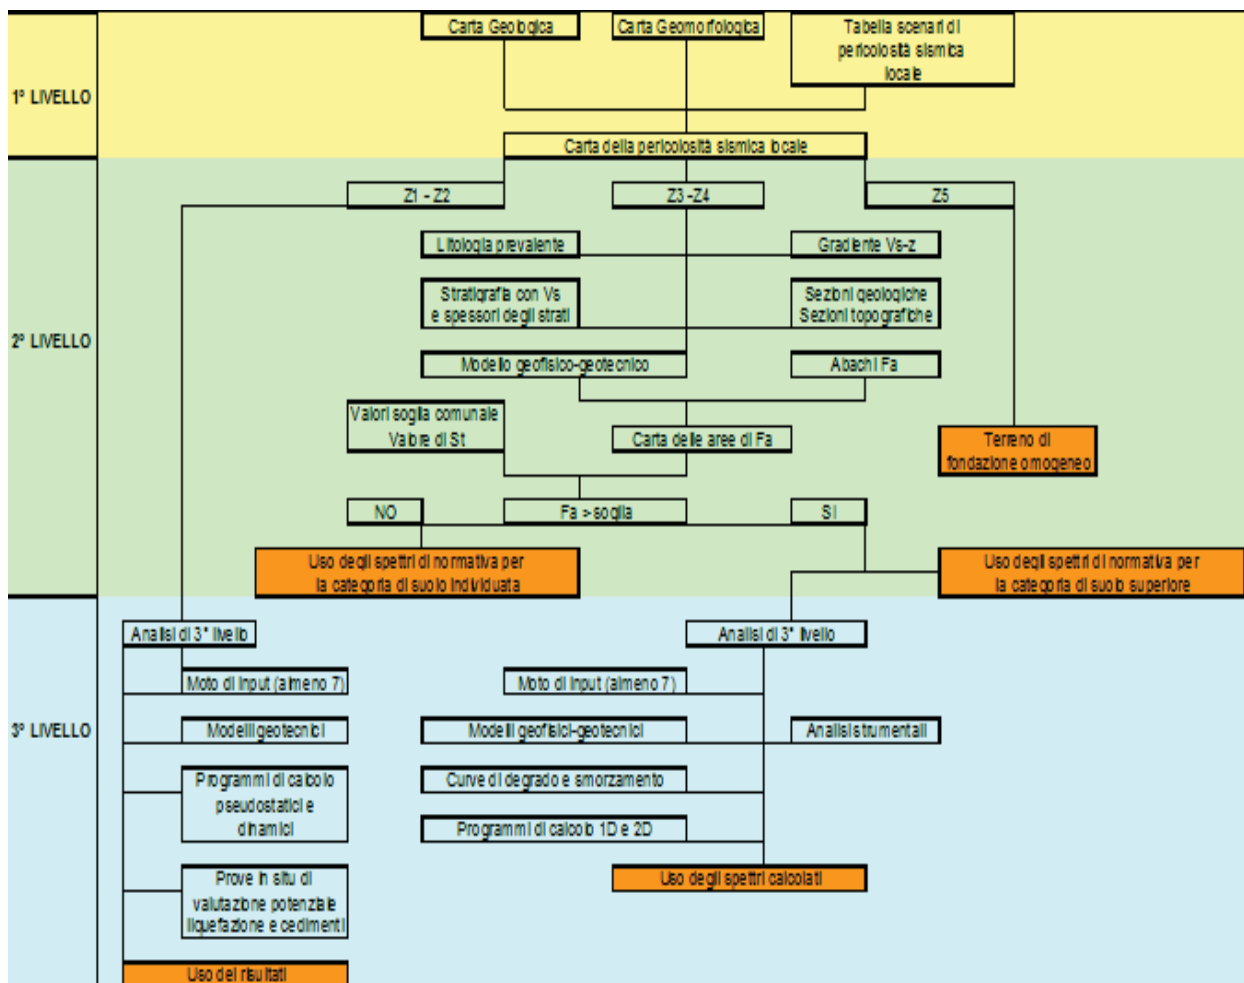 Carta Geologica
Carta Geomorfologica
Tabella scenari di
pericolosità sismica
locale
1° LIVELLO
Carta della pericolosità sismica locale
Z1 - Z2
Z3 -Z4
Z5
Litologia prevalente
Gradiente Vs-z
Stratigrafia con Vs
e spessori degli strati
Sezioni geologiche
Sezioni topografiche
2° LIVELLO
Modello geofisico-geotecnico
Abachi Fa
Valori soglia comunale
Valore di St
Carta delle aree di Fa
Terreno di
fondazione omogeneo
NO
Fa > soglia
SI
Uso degli spettri di normativa per
la categoria di suolo individuata
Uso degli spettri di normativa per
la categoria di suolo superiore
Analisi di 3° livello
Analisi di 3° livello
Moto di input (almeno 7)
Moto di input (almeno 7)
3° LIVELLO
Modelli geotecnici
Modelli geofisici-geotecnici
Analisi strumentali
Programmi di calcolo
pseudostatici e
dinamici
Curve di degrado e smorzamento
Programmi di calcolo 1D e 2D
Prove in situ di
valutazione potenziale
liquefazione e cedimenti
Uso degli spettri calcolati
Uso dei risultati